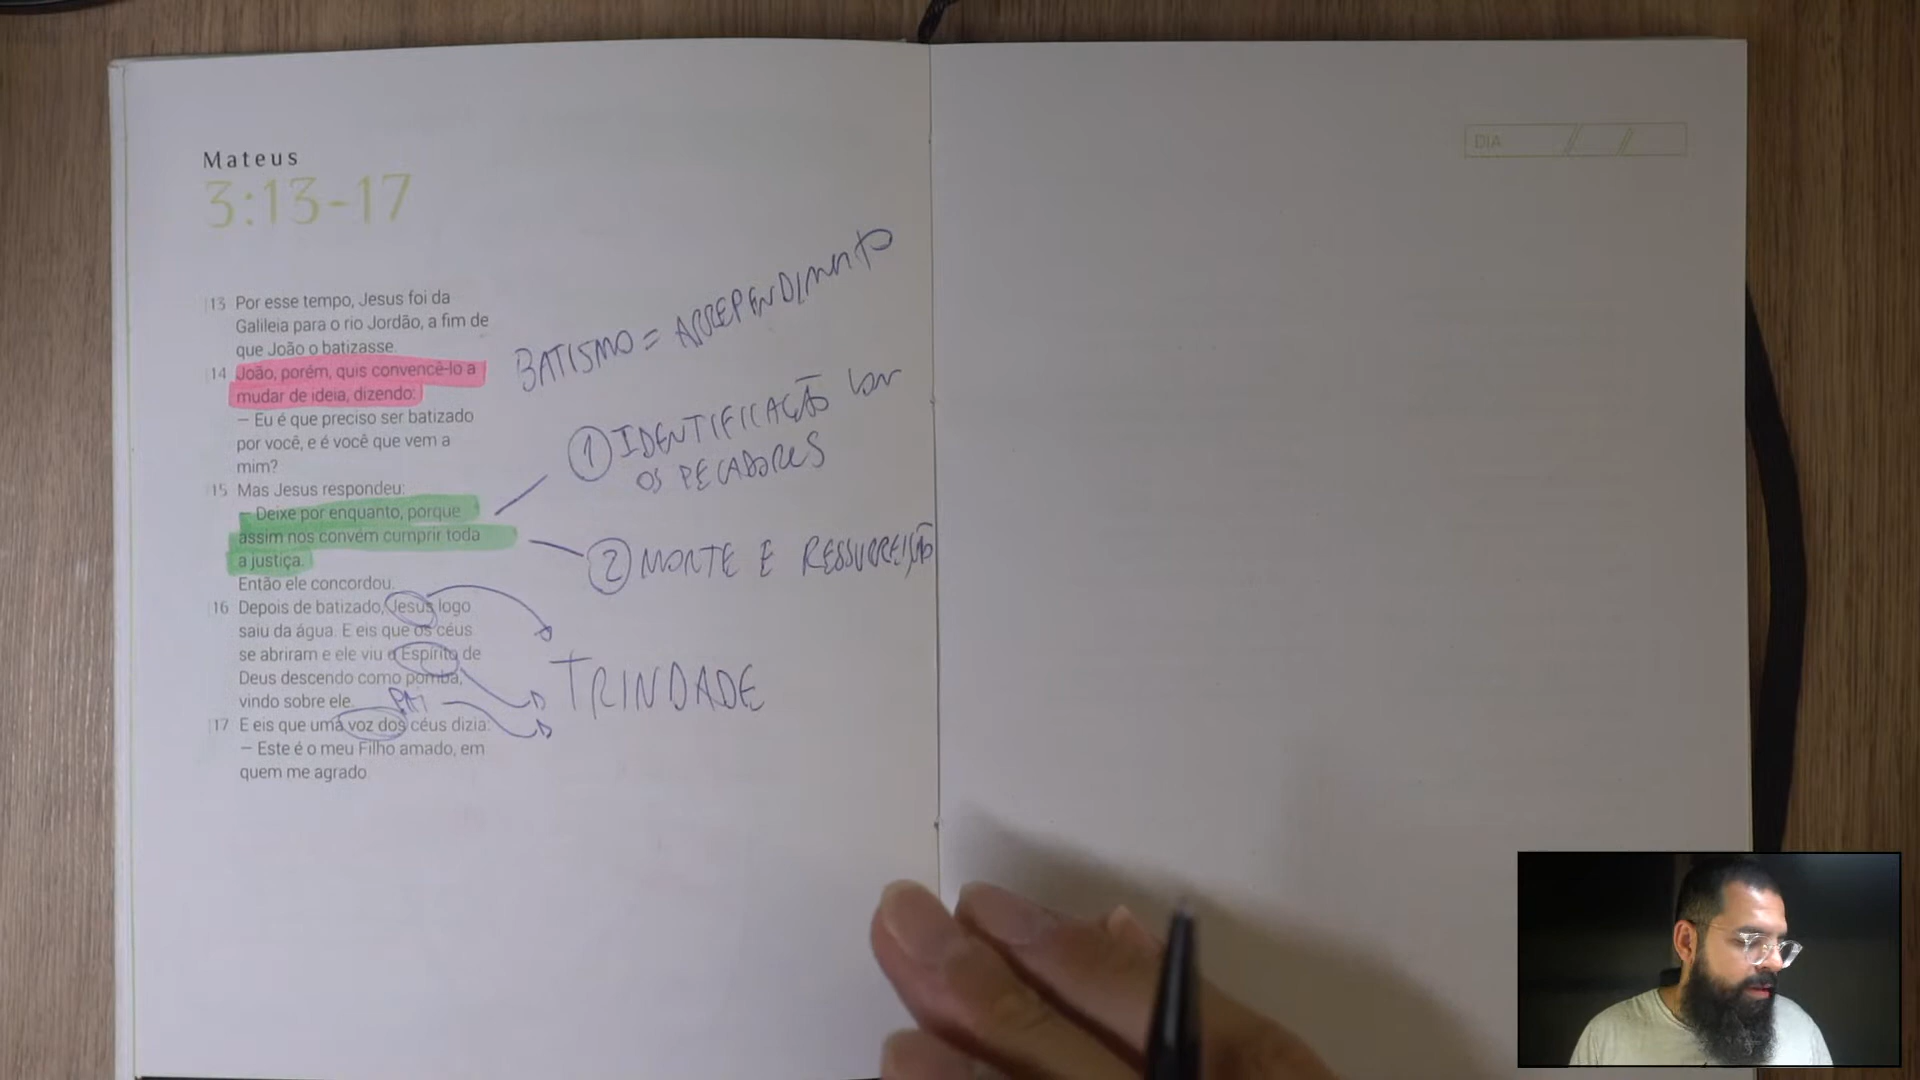 Mateus
3:13-17
13 Por esse tempo, Jesus foi da
Galileia para o rio Jordão, a fim de
que João o batizasse.
14 João, porém, quis convencê-lo a
mudar de ideia, dizendo:
— Eu é que preciso ser batizado
por você, e é você que vem a
mim?
15 Mas Jesus respondeu:
— Deixe por enquanto, porque
assim nos convém cumprir toda
a justiça.
Então ele concordou.
16 Depois de batizado, Jesus logo
saiu da água. E eis que os céus
se abriram e ele viu o Espírito de
Deus descendo como pomba,
vindo sobre ele.
PAI
17 E eis que uma voz dos céus dizia:
— Este é o meu Filho amado, em
quem me agrado
BATISMO = ARREPENDIMENTO
1 IDENTIFICAÇÃO COM
OS PECADORES
2 MORTE E RESSURREIÇÃO
TRINDADE
DIA / /